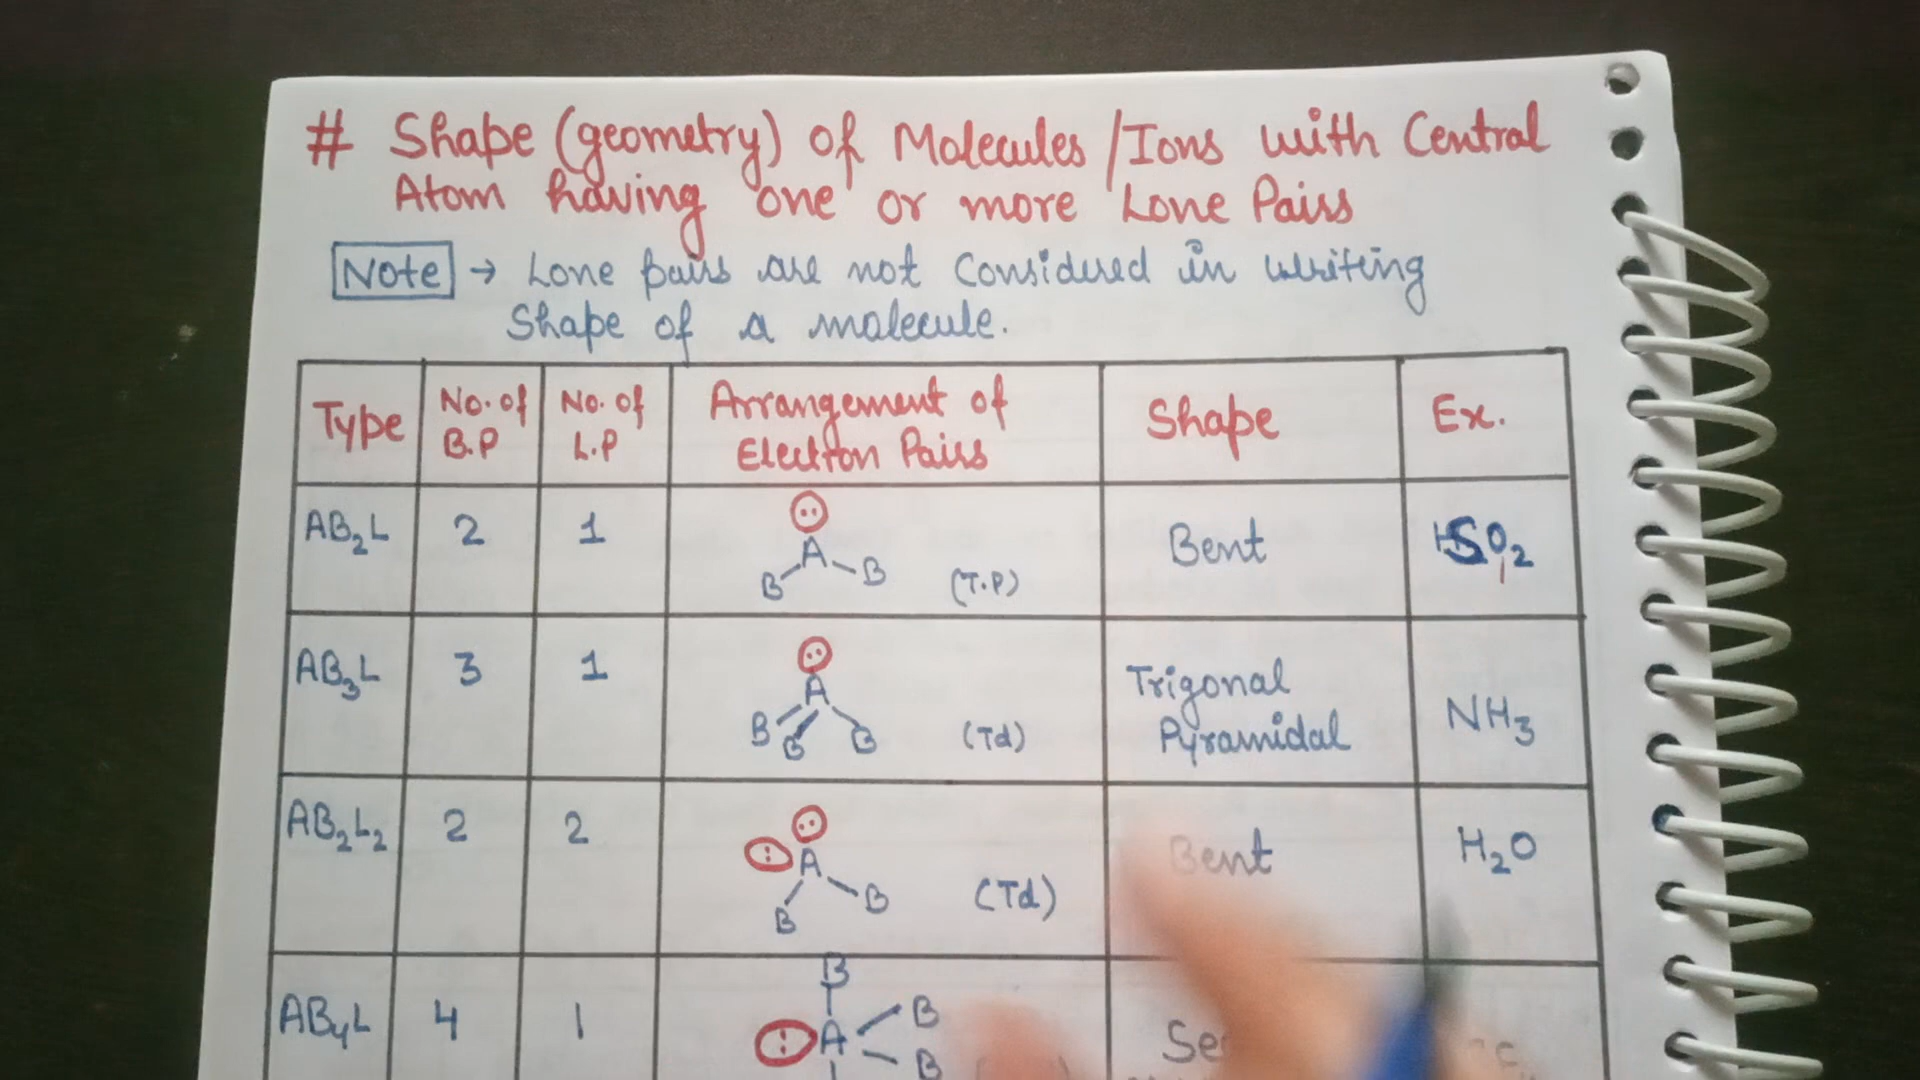 # Shape (geometry) of Molecules / Ions with Central
Atom having one or more Lone Pairs
Note → Lone pairs are not Considered in writing
Shape of a molecule.
Type No. of B.P No. of L.P Arrangement of Electron Pairs Shape Ex.
AB₂L 2 1 Bent SO₂
A
B B (T.P)
AB₃L 3 1 Trigonal Pyramidal NH₃
A
B B B (Td)
AB₂L₂ 2 2 Bent H₂O
A
B B (Td)
AB₄L 4 1
B
A B
B